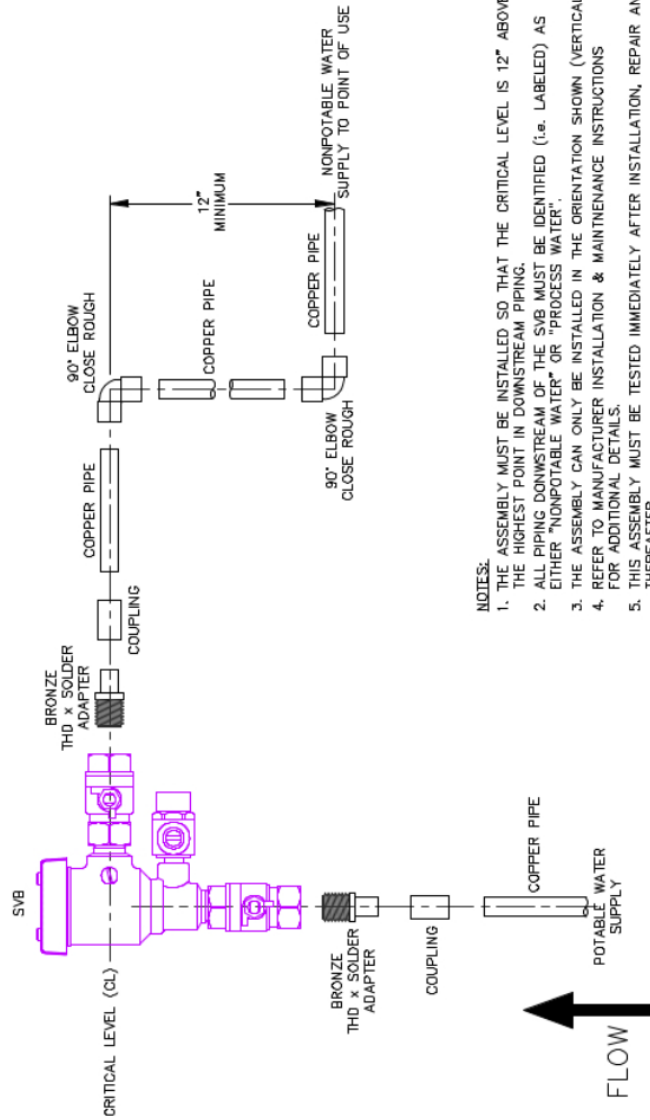 SVB
CRITICAL LEVEL (CL)
BRONZE
THD x SOLDER
ADAPTER
COUPLING
COPPER PIPE
90° ELBOW
CLOSE ROUGH
COPPER PIPE
12"
MINIMUM
90° ELBOW
CLOSE ROUGH
COPPER PIPE
NONPOTABLE WATER
SUPPLY TO POINT OF USE
BRONZE
THD x SOLDER
ADAPTER
COUPLING
COPPER PIPE
POTABLE WATER
SUPPLY
FLOW
NOTES:
1. THE ASSEMBLY MUST BE INSTALLED SO THAT THE CRITICAL LEVEL IS 12" ABOVE
THE HIGHEST POINT IN DOWNSTREAM PIPING.
2. ALL PIPING DONWSTREAM OF THE SVB MUST BE IDENTIFIED (i.e. LABELED) AS
EITHER "NONPOTABLE WATER" OR "PROCESS WATER".
3. THE ASSEMBLY CAN ONLY BE INSTALLED IN THE ORIENTATION SHOWN (VERTICAL
4. REFER TO MANUFACTURER INSTALLATION & MAINTNENANCE INSTRUCTIONS
FOR ADDITIONAL DETAILS.
5. THIS ASSEMBLY MUST BE TESTED IMMEDIATELY AFTER INSTALLATION, REPAIR AN
THEREAFTER